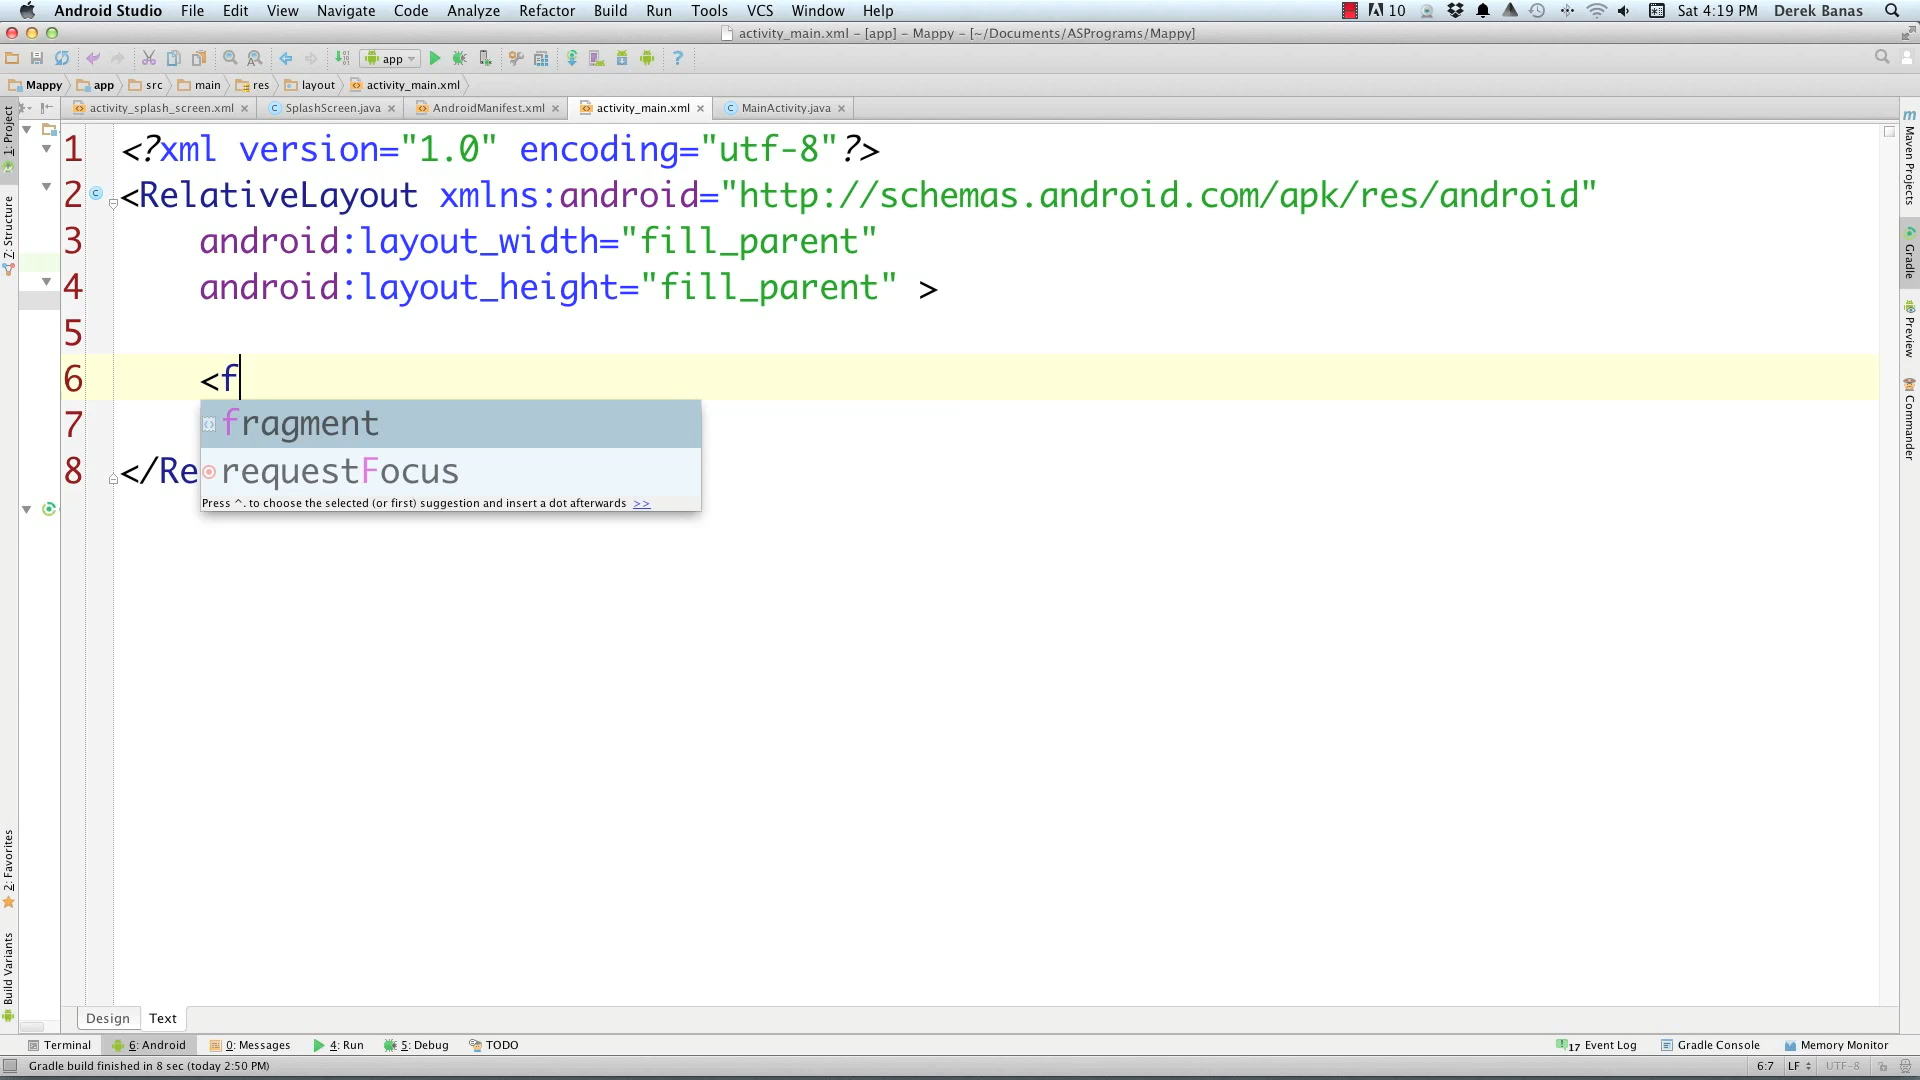 Android Studio File Edit View Navigate Code Analyze Refactor Build Run Tools VCS Window Help 10 Sat 4:19 PM Derek Banas
activity_main.xml - [app] - Mappy - [~/Documents/ASPrograms/Mappy]
app
Mappy app src main res layout activity_main.xml
activity_splash_screen.xml SplashScreen.java AndroidManifest.xml activity_main.xml MainActivity.java
1: Project
Z: Structure
2: Favorites
Build Variants
1 <?xml version="1.0" encoding="utf-8"?>
2 <RelativeLayout xmlns:android="http://schemas.android.com/apk/res/android"
3 android:layout_width="fill_parent"
4 android:layout_height="fill_parent" >
5
6 <f
7 fragment
8 </Re requestFocus
Press ^. to choose the selected (or first) suggestion and insert a dot afterwards >>
m Maven Projects
Gradle
Preview
Commander
Design Text
Terminal 6: Android 0: Messages 4: Run 5: Debug TODO 17 Event Log Gradle Console Memory Monitor
Gradle build finished in 8 sec (today 2:50 PM) 6:7 LF UTF-8